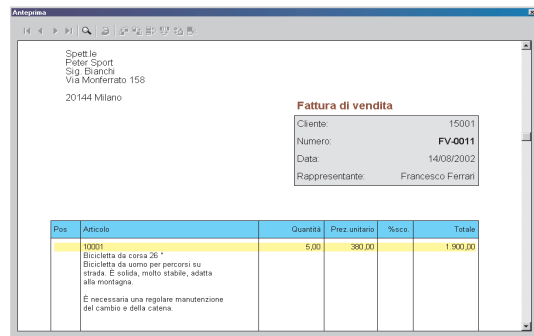 Anteprima
Spett.le
Peter Sport
Sig. Bianchi
Via Monferrato 158
20144 Milano
Fattura di vendita
Cliente: 15001
Numero: FV-0011
Data: 14/08/2002
Rappresentante: Francesco Ferrari
Pos Articolo Quantità Prez.unitario %sco. Totale
10001 5,00 380,00 1.900,00
Bicicletta da corsa 26 "
Bicicletta da uomo per percorsi su
strada. È solida, molto stabile, adatta
alla montagna.
È necessaria una regolare manutenzione
del cambio e della catena.